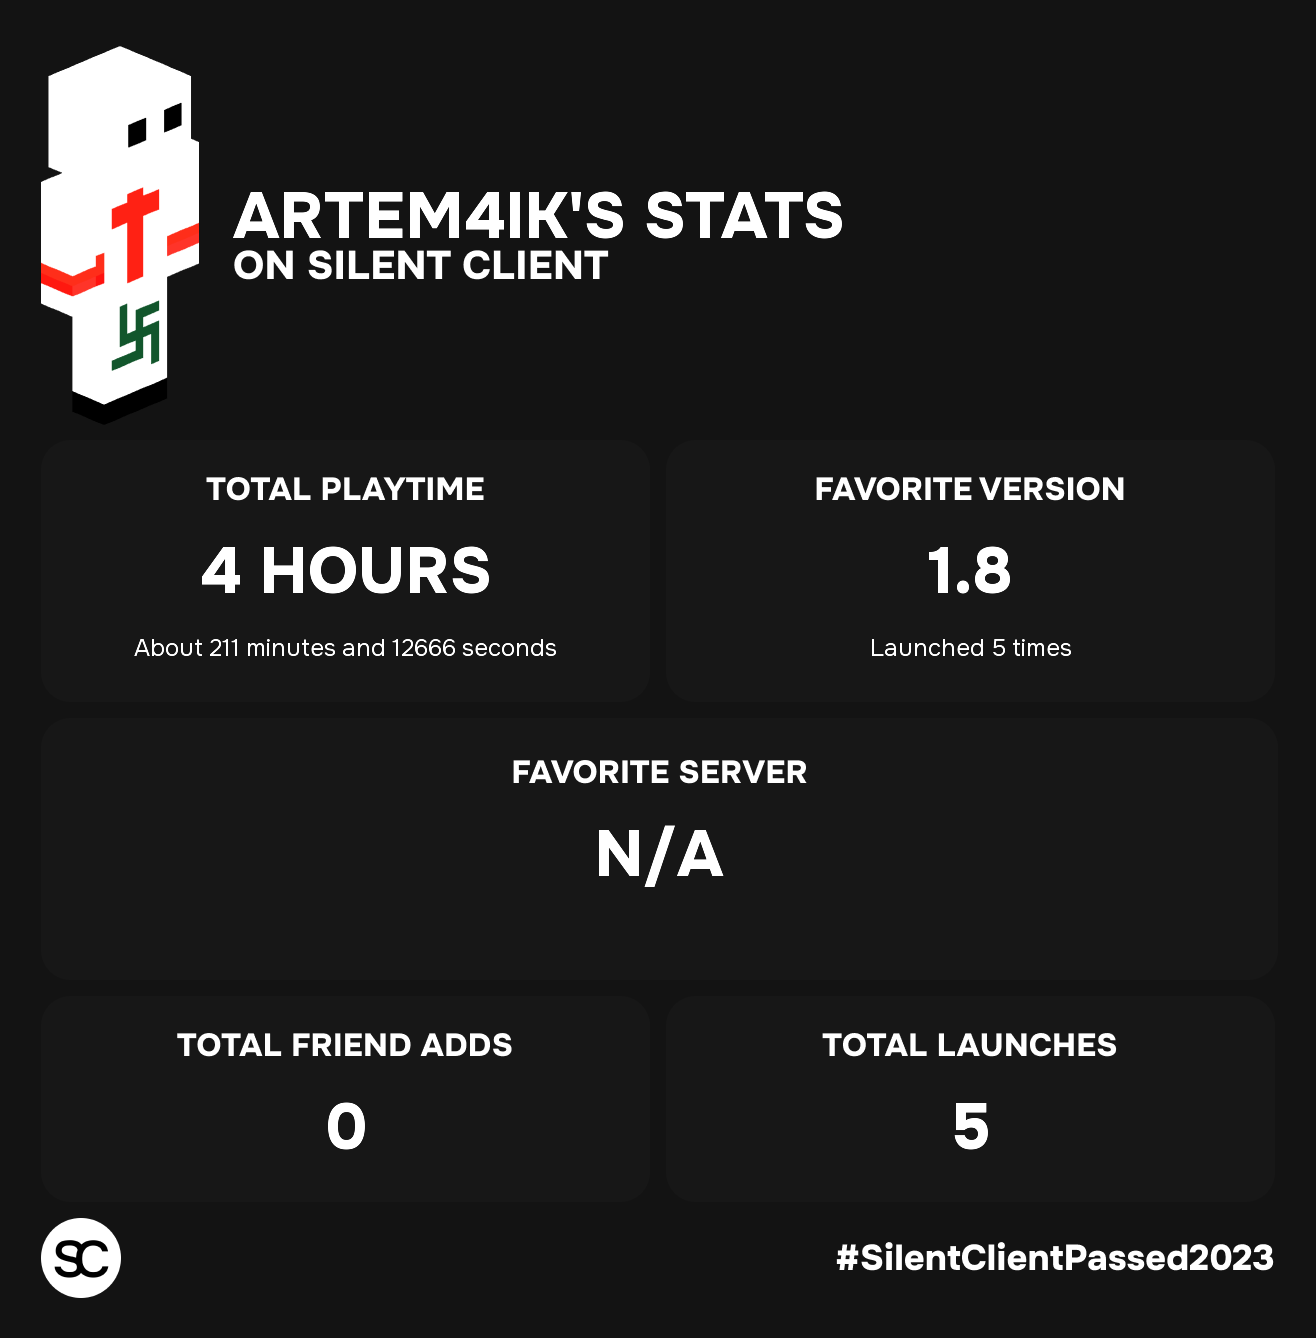 ARTEM4IK'S STATS
ON SILENT CLIENT
TOTAL PLAYTIME
4 HOURS
About 211 minutes and 12666 seconds
FAVORITE VERSION
1.8
Launched 5 times
FAVORITE SERVER
N/A
TOTAL FRIEND ADDS
0
TOTAL LAUNCHES
5
SC
#SilentClientPassed2023